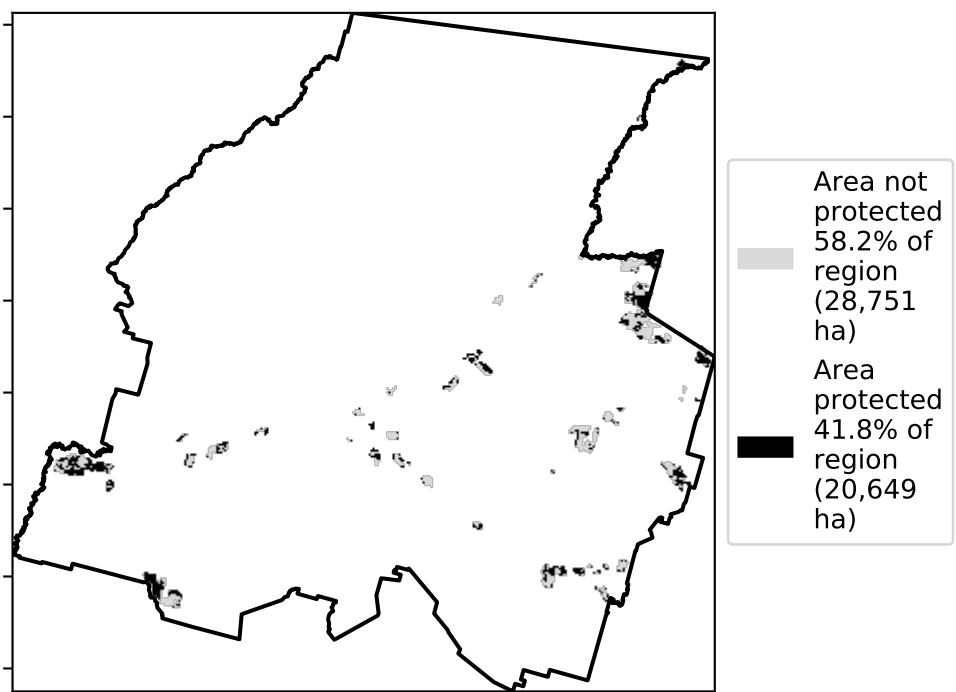 Area not
protected
58.2% of
region
(28,751
ha)
Area
protected
41.8% of
region
(20,649
ha)